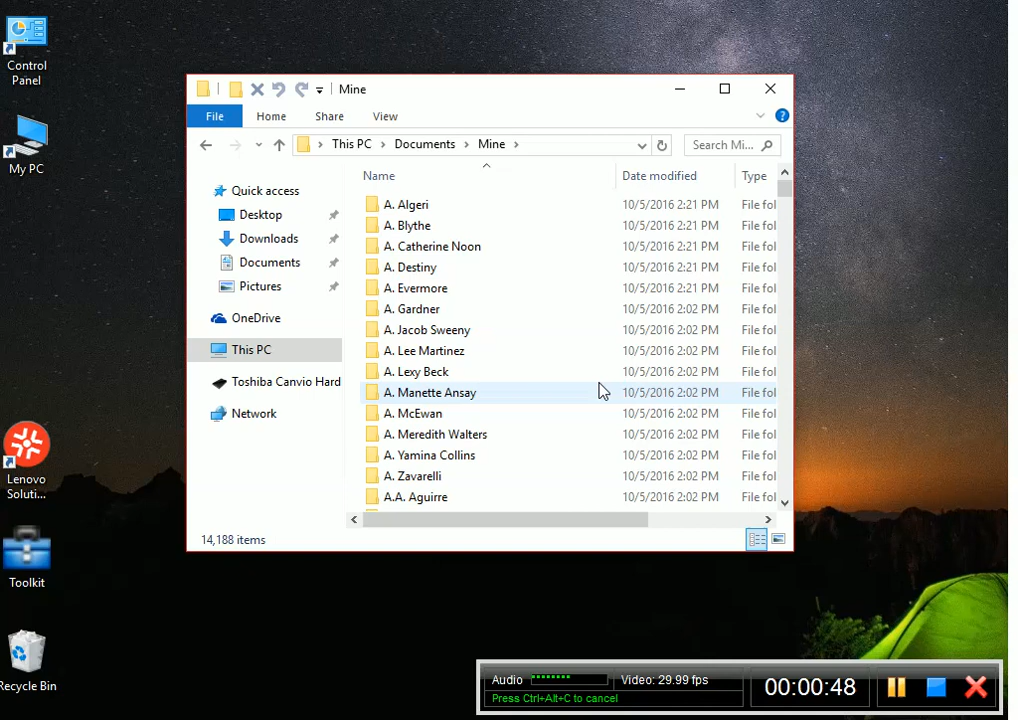 Control
Panel
My PC
Lenovo
Soluti...
Toolkit
Recycle Bin
Mine
File Home Share View
This PC > Documents > Mine >
Search Mi...
Quick access
Desktop
Downloads
Documents
Pictures
OneDrive
This PC
Toshiba Canvio Hard
Network
Name Date modified Type
A. Algeri 10/5/2016 2:21 PM File fol
A. Blythe 10/5/2016 2:21 PM File fol
A. Catherine Noon 10/5/2016 2:21 PM File fol
A. Destiny 10/5/2016 2:21 PM File fol
A. Evermore 10/5/2016 2:21 PM File fol
A. Gardner 10/5/2016 2:02 PM File fol
A. Jacob Sweeny 10/5/2016 2:02 PM File fol
A. Lee Martinez 10/5/2016 2:02 PM File fol
A. Lexy Beck 10/5/2016 2:02 PM File fol
A. Manette Ansay 10/5/2016 2:02 PM File fol
A. McEwan 10/5/2016 2:02 PM File fol
A. Meredith Walters 10/5/2016 2:02 PM File fol
A. Yamina Collins 10/5/2016 2:02 PM File fol
A. Zavarelli 10/5/2016 2:02 PM File fol
A.A. Aguirre 10/5/2016 2:02 PM File fol
14,188 items
Audio Video: 29.99 fps
Press Ctrl+Alt+C to cancel
00:00:48